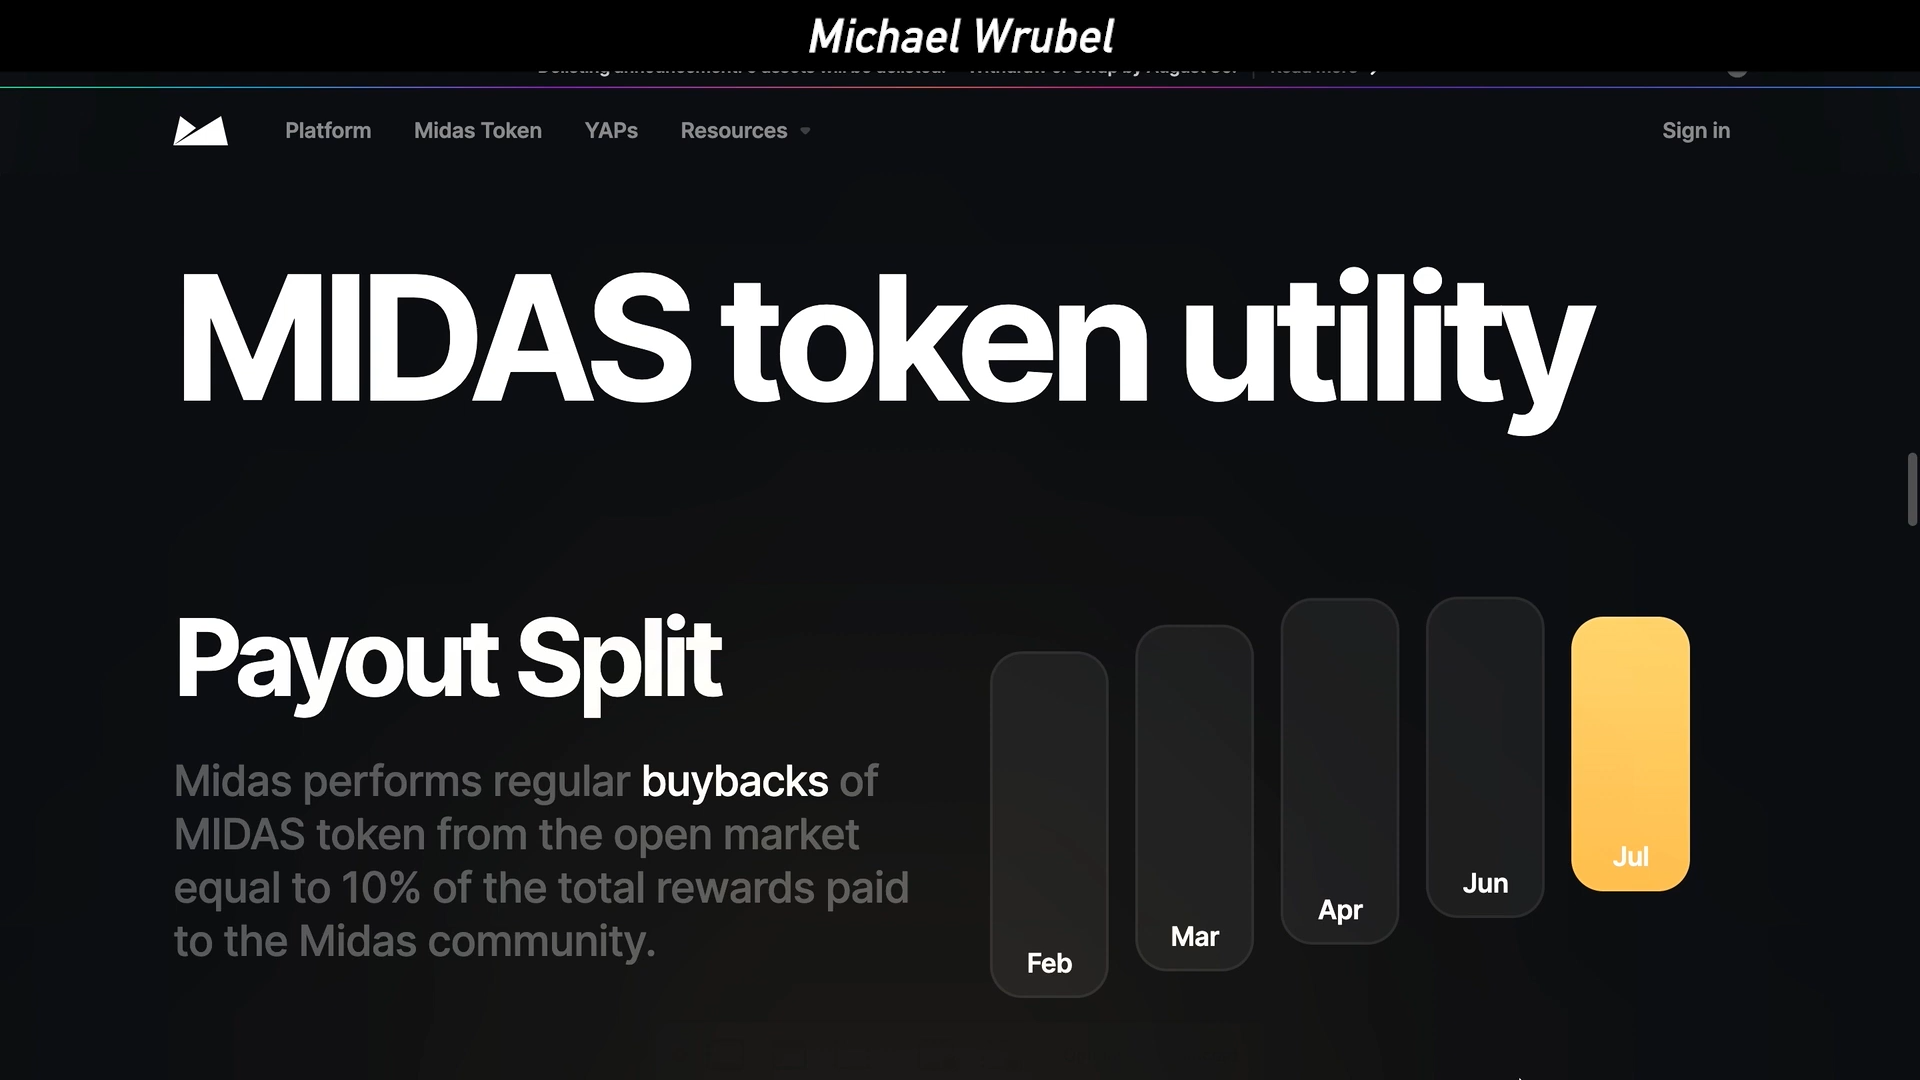 Michael Wrubel
Platform Midas Token YAPs Resources Sign in
MIDAS token utility
Payout Split
Midas performs regular buybacks of
MIDAS token from the open market
equal to 10% of the total rewards paid
to the Midas community.
Feb Mar Apr Jun Jul